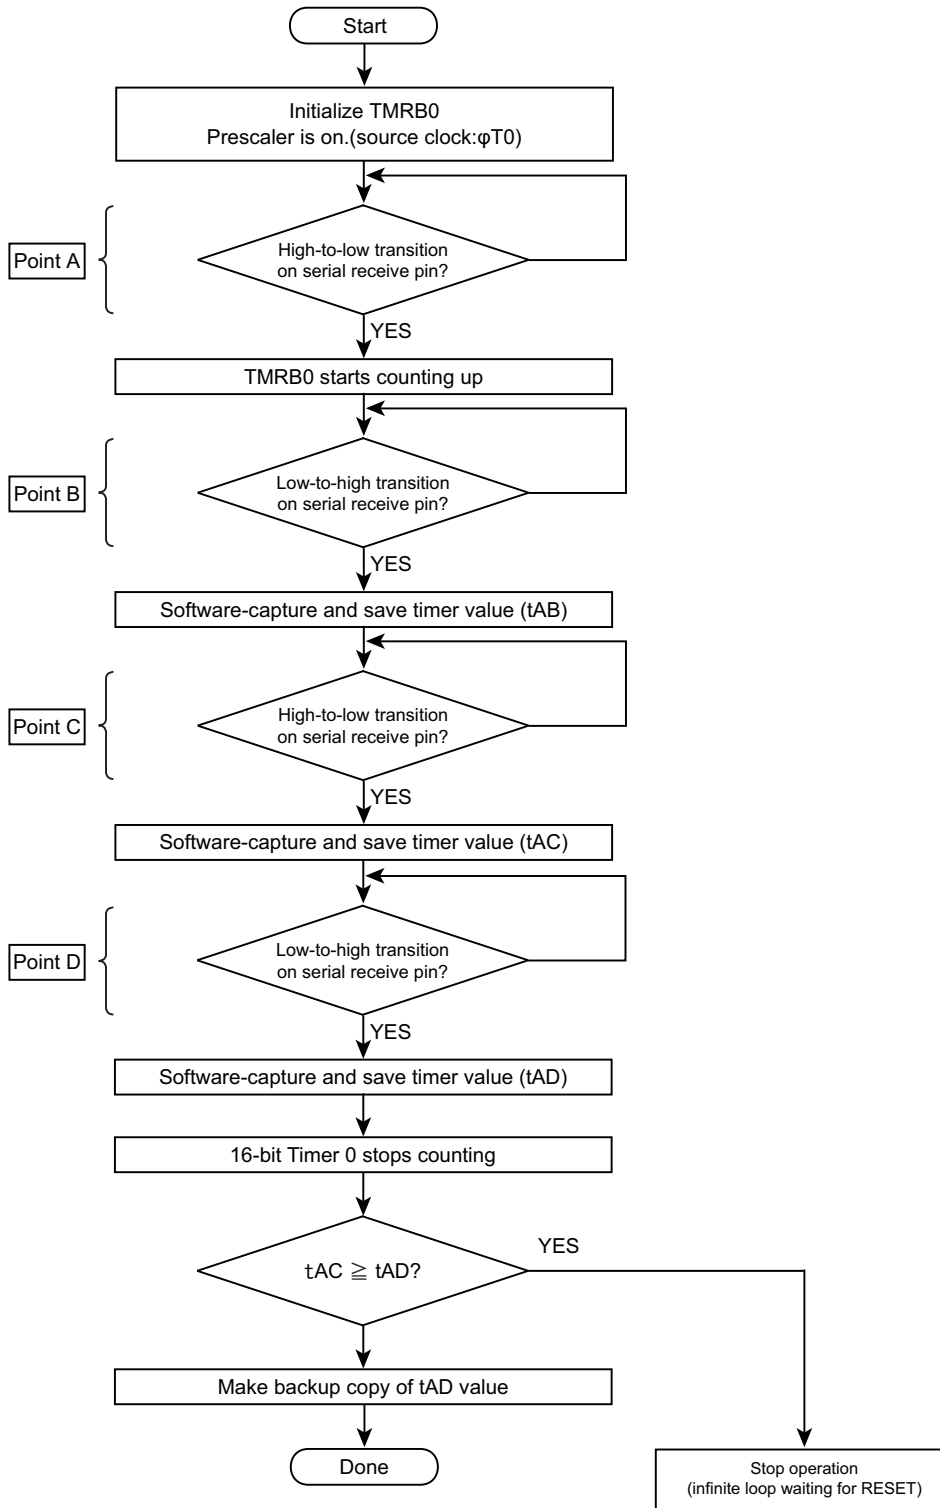 Start
Initialize TMRB0
Prescaler is on.(source clock:φT0)
Point A
High-to-low transition
on serial receive pin?
YES
TMRB0 starts counting up
Point B
Low-to-high transition
on serial receive pin?
YES
Software-capture and save timer value (tAB)
Point C
High-to-low transition
on serial receive pin?
YES
Software-capture and save timer value (tAC)
Point D
Low-to-high transition
on serial receive pin?
YES
Software-capture and save timer value (tAD)
16-bit Timer 0 stops counting
tAC ≧ tAD?
YES
Make backup copy of tAD value
Done
Stop operation
(infinite loop waiting for RESET)